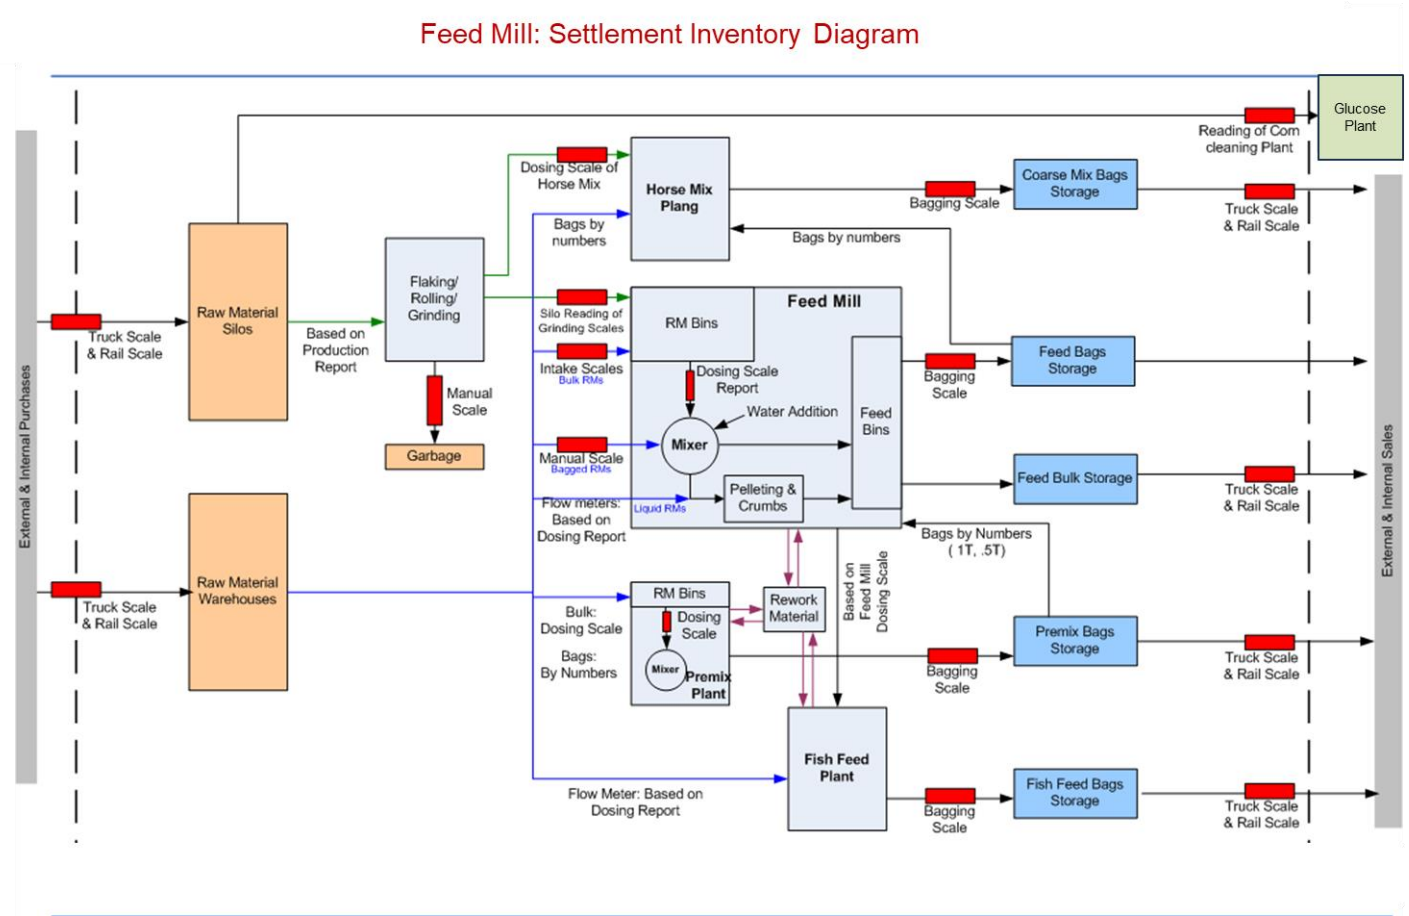 Feed Mill: Settlement Inventory Diagram
Glucose
Plant
Reading of Corn
cleaning Plant
External & Internal Purchases
Truck Scale
& Rail Scale
Raw Material
Silos
Based on
Production
Report
Flaking/
Rolling/
Grinding
Manual
Scale
Garbage
Dosing Scale of
Horse Mix
Bags by
numbers
Horse Mix
Plang
Bagging Scale
Coarse Mix Bags
Storage
Truck Scale
& Rail Scale
Bags by numbers
Silo Reading of
Grinding Scales
Intake Scales
Bulk RMs
Manual Scale
Bagged RMs
Flow meters:
Based on
Dosing Report
Liquid RMs
Feed Mill
RM Bins
Dosing Scale
Report
Water Addition
Mixer
Pelleting &
Crumbs
Feed
Bins
Bagging
Scale
Feed Bags
Storage
Feed Bulk Storage
Truck Scale
& Rail Scale
External & Internal Sales
Bags by Numbers
( 1T, .5T)
Truck Scale
& Rail Scale
Raw Material
Warehouses
Bulk:
Dosing Scale
Bags:
By Numbers
RM Bins
Dosing
Scale
Mixer
Premix
Plant
Rework
Material
Based on
Feed Mill
Dosing Scale
Bagging
Scale
Premix Bags
Storage
Truck Scale
& Rail Scale
Flow Meter: Based on
Dosing Report
Fish Feed
Plant
Bagging
Scale
Fish Feed Bags
Storage
Truck Scale
& Rail Scale